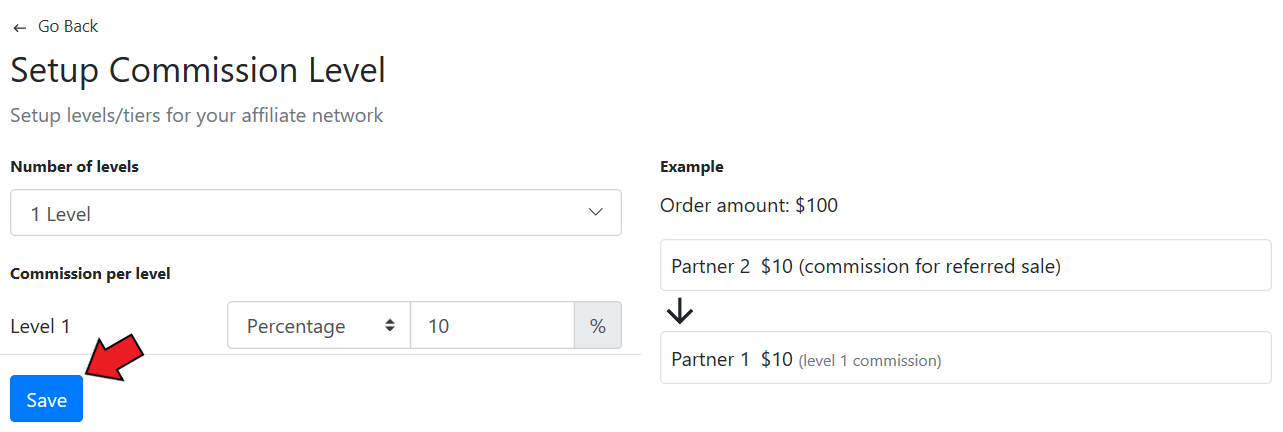 ← Go Back
Setup Commission Level
Setup levels/tiers for your affiliate network
Number of levels
1 Level
Commission per level
Level 1 Percentage 10 %
Save
Example
Order amount: $100
Partner 2 $10 (commission for referred sale)
Partner 1 $10 (level 1 commission)